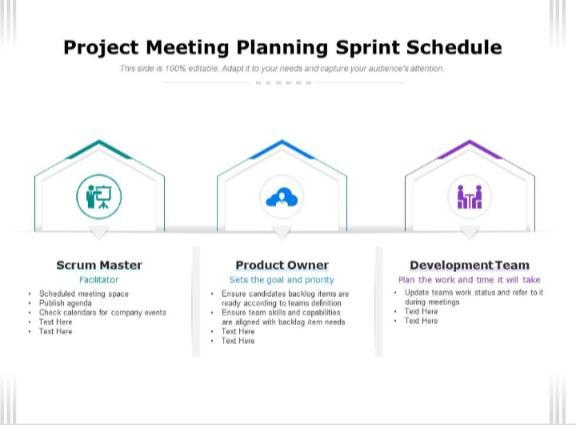 Project Meeting Planning Sprint Schedule
This slide is 100% editable. Adapt it to your needs and capture your audience's attention.
Scrum Master
Facilitator
• Scheduled meeting space
• Publish agenda
• Check calendars for company events
• Text Here
• Text Here
Product Owner
Sets the goal and priority
• Ensure candidates backlog items are
ready according to teams definition
• Ensure team skills and capabilities
are aligned with backlog item needs
• Text Here
• Text Here
Development Team
Plan the work and time it will take
• Update teams work status and refer to it
during meetings
• Text Here
• Text Here